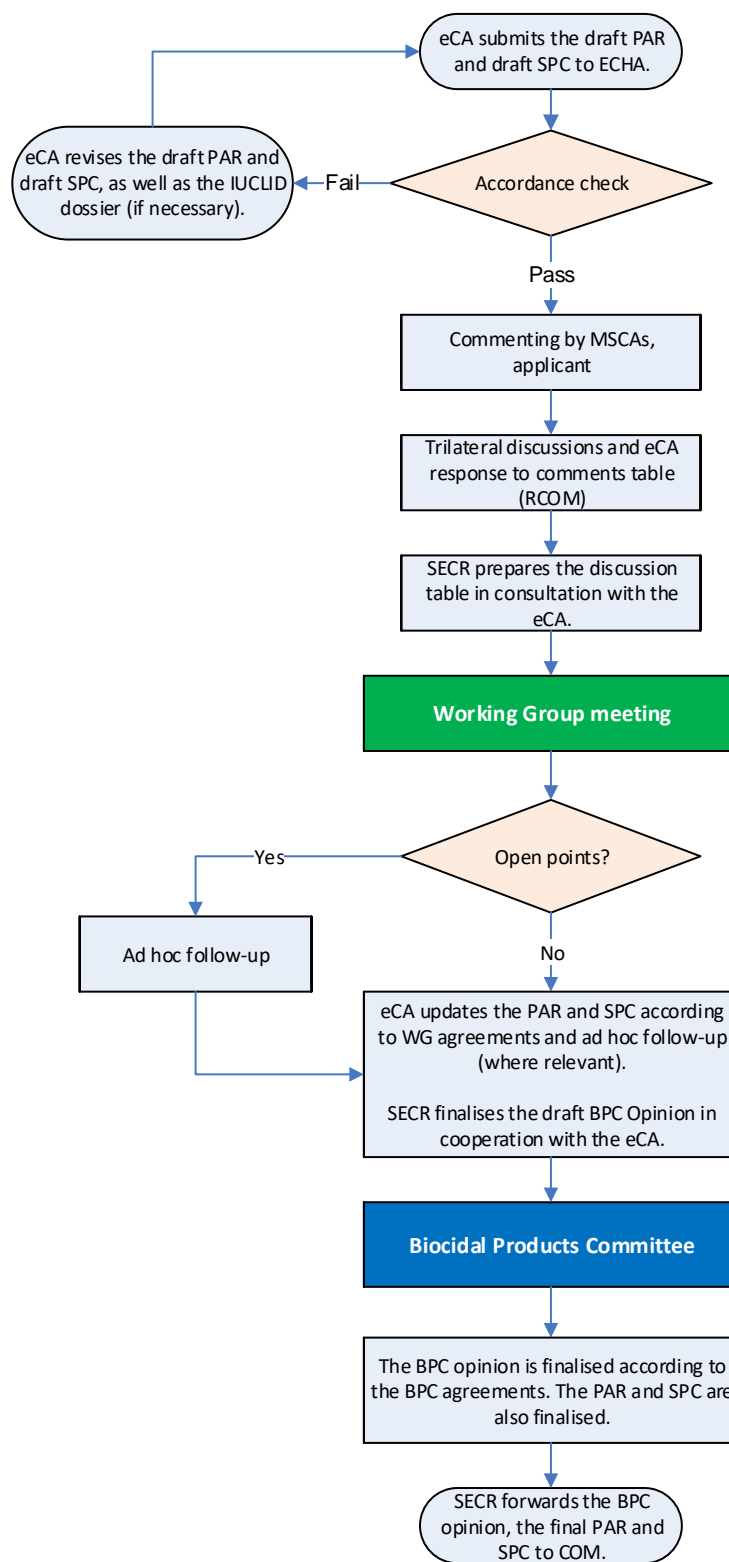 eCA submits the draft PAR
and draft SPC to ECHA.
eCA revises the draft PAR and
draft SPC, as well as the IUCLID
dossier (if necessary).
Fail
Accordance check
Pass
Commenting by MSCAs,
applicant
Trilateral discussions and eCA
response to comments table
(RCOM)
SECR prepares the discussion
table in consultation with the
eCA.
Working Group meeting
Yes
Open points?
Ad hoc follow-up
No
eCA updates the PAR and SPC according
to WG agreements and ad hoc follow-up
(where relevant).
SECR finalises the draft BPC Opinion in
cooperation with the eCA.
Biocidal Products Committee
The BPC opinion is finalised according to
the BPC agreements. The PAR and SPC are
also finalised.
SECR forwards the BPC
opinion, the final PAR and
SPC to COM.